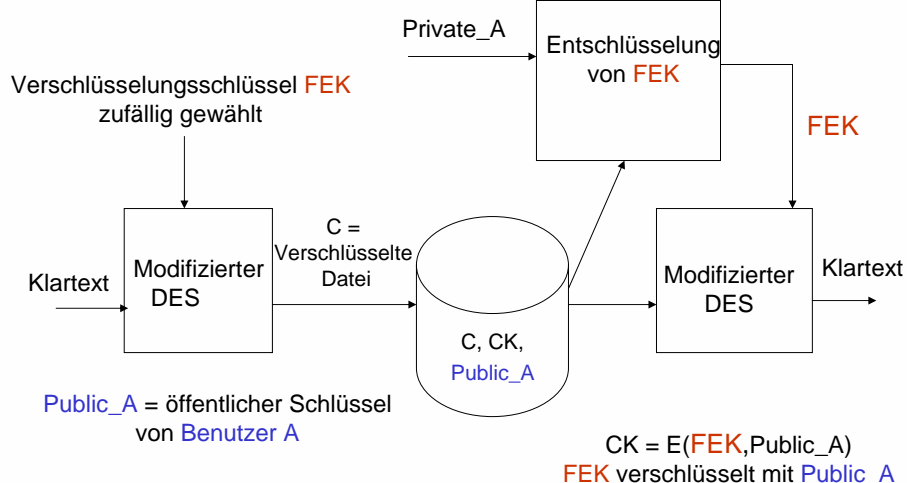 Private_A
Entschlüsselung
von FEK
Verschlüsselungsschlüssel FEK
zufällig gewählt
FEK
C =
Verschlüsselte
Datei
Klartext
Modifizierter
DES
Modifizierter
DES
Klartext
C, CK,
Public_A
Public_A = öffentlicher Schlüssel
von Benutzer A
CK = E(FEK,Public_A)
FEK verschlüsselt mit Public_A